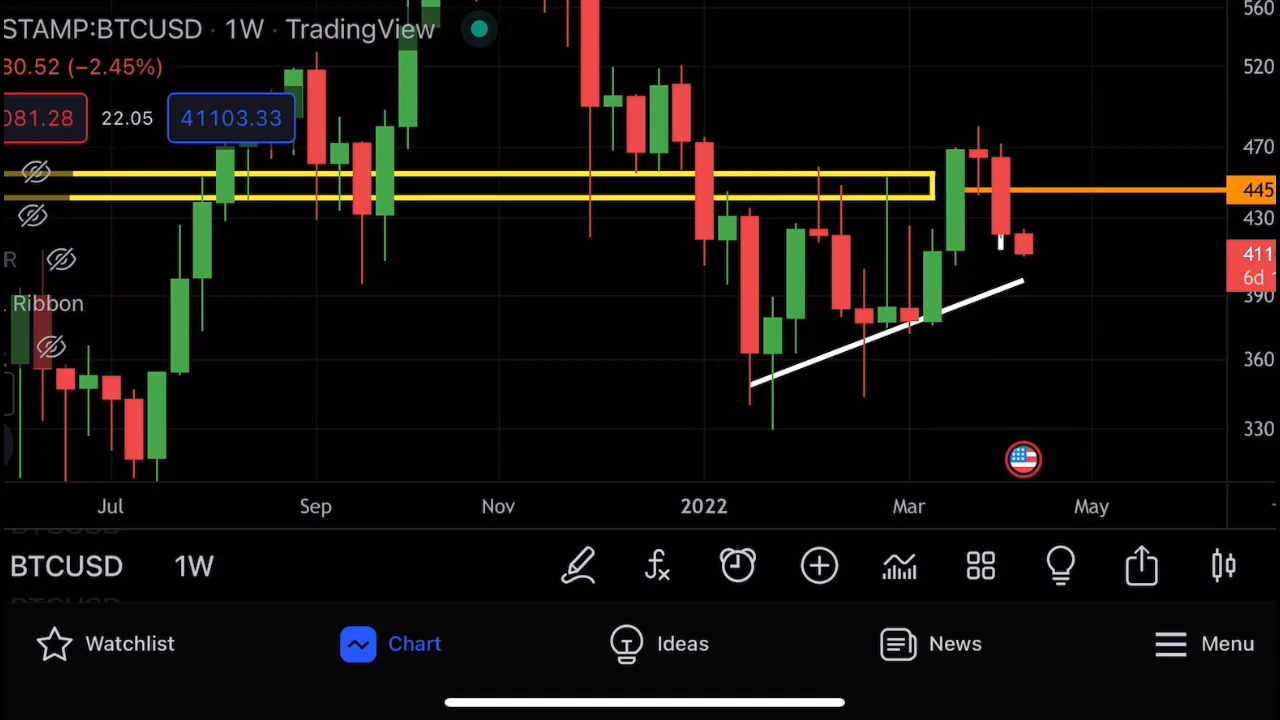 STAMP:BTCUSD · 1W · TradingView
560
30.52 (−2.45%)
520
081.28 22.05 41103.33
470
445
430
R
411
6d
390
Ribbon
360
330
Jul Sep Nov 2022 Mar May
BTCUSD 1W
Watchlist Chart Ideas News Menu